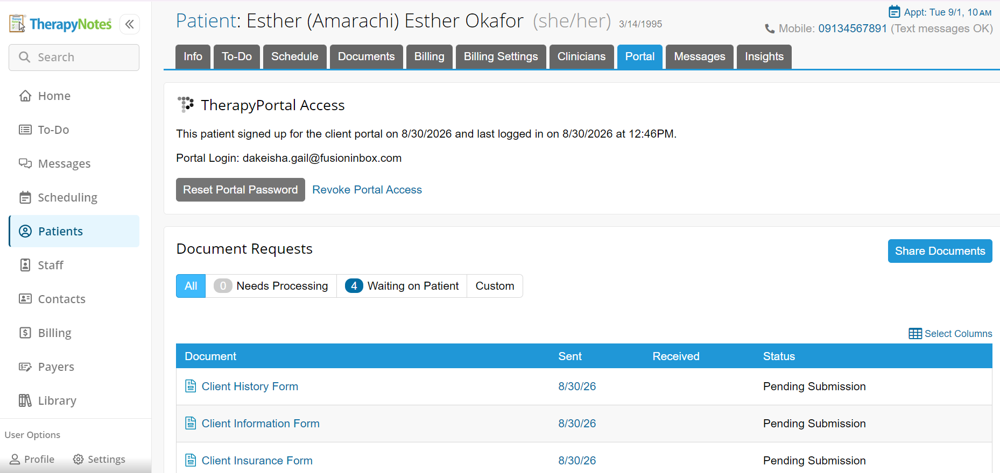 TherapyNotes
Search
Home
To-Do
Messages
Scheduling
Patients
Staff
Contacts
Billing
Payers
Library
User Options
Profile
Settings
Patient: Esther (Amarachi) Esther Okafor (she/her) 3/14/1995
Appt: Tue 9/1, 10 AM
Mobile: 09134567891 (Text messages OK)
Info
To-Do
Schedule
Documents
Billing
Billing Settings
Clinicians
Portal
Messages
Insights
TherapyPortal Access
This patient signed up for the client portal on 8/30/2026 and last logged in on 8/30/2026 at 12:46PM.
Portal Login: dakeisha.gail@fusioninbox.com
Reset Portal Password
Revoke Portal Access
Document Requests
Share Documents
All
0 Needs Processing
4 Waiting on Patient
Custom
Select Columns
Document Sent Received Status
Client History Form 8/30/26 Pending Submission
Client Information Form 8/30/26 Pending Submission
Client Insurance Form 8/30/26 Pending Submission